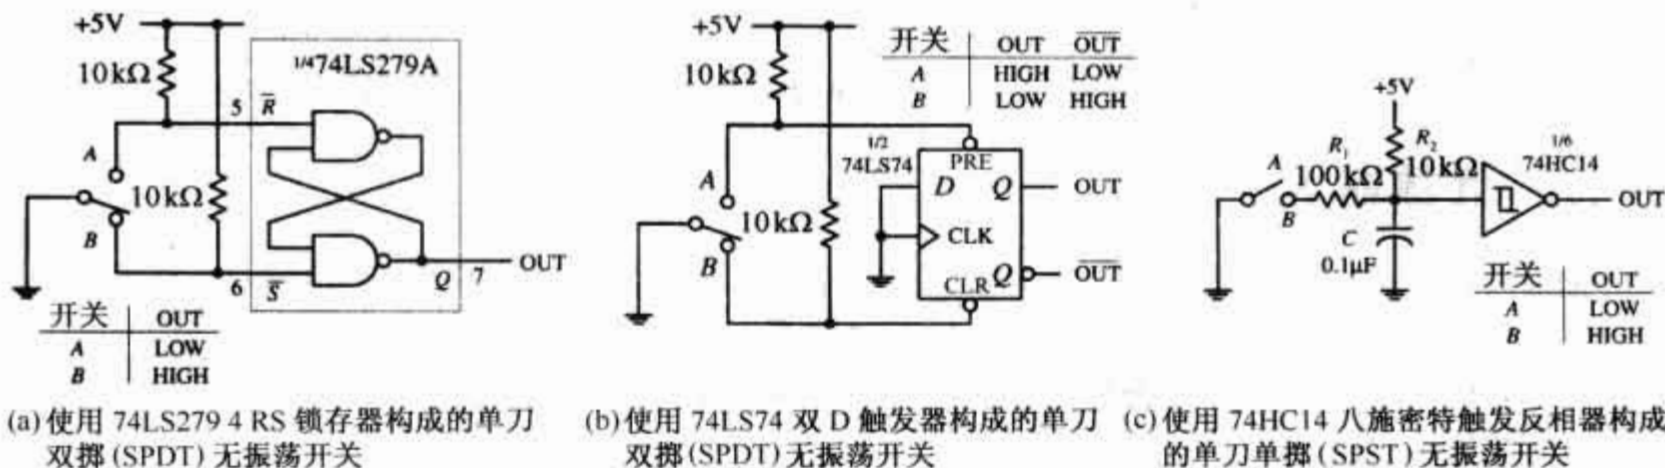 +5V
10kΩ
1/4 74LS279A
5 R̅
A
10kΩ
B
6 S̅
Q 7 OUT
开关 OUT
A LOW
B HIGH
(a)使用 74LS279 4 RS 锁存器构成的单刀
双掷(SPDT)无振荡开关
+5V
10kΩ
开关 OUT O̅U̅T̅
A HIGH LOW
B LOW HIGH
1/2
74LS74
PRE
D Q OUT
A
10kΩ
CLK
B
CLR Q O̅U̅T̅
(b)使用 74LS74 双 D 触发器构成的单刀
双掷(SPDT)无振荡开关
+5V
R₁ R₂
100kΩ 10kΩ
1/6
74HC14
A
B
OUT
C
0.1μF
开关 OUT
A LOW
B HIGH
(c)使用 74HC14 八施密特触发反相器构成
的单刀单掷(SPST)无振荡开关